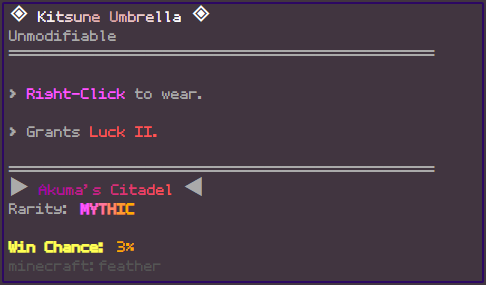 ◈ Kitsune Umbrella ◈
Unmodifiable
> Right-Click to wear.
> Grants Luck II.
▶ Akuma's Citadel ◀
Rarity: MYTHIC
Win Chance: 3%
minecraft:feather